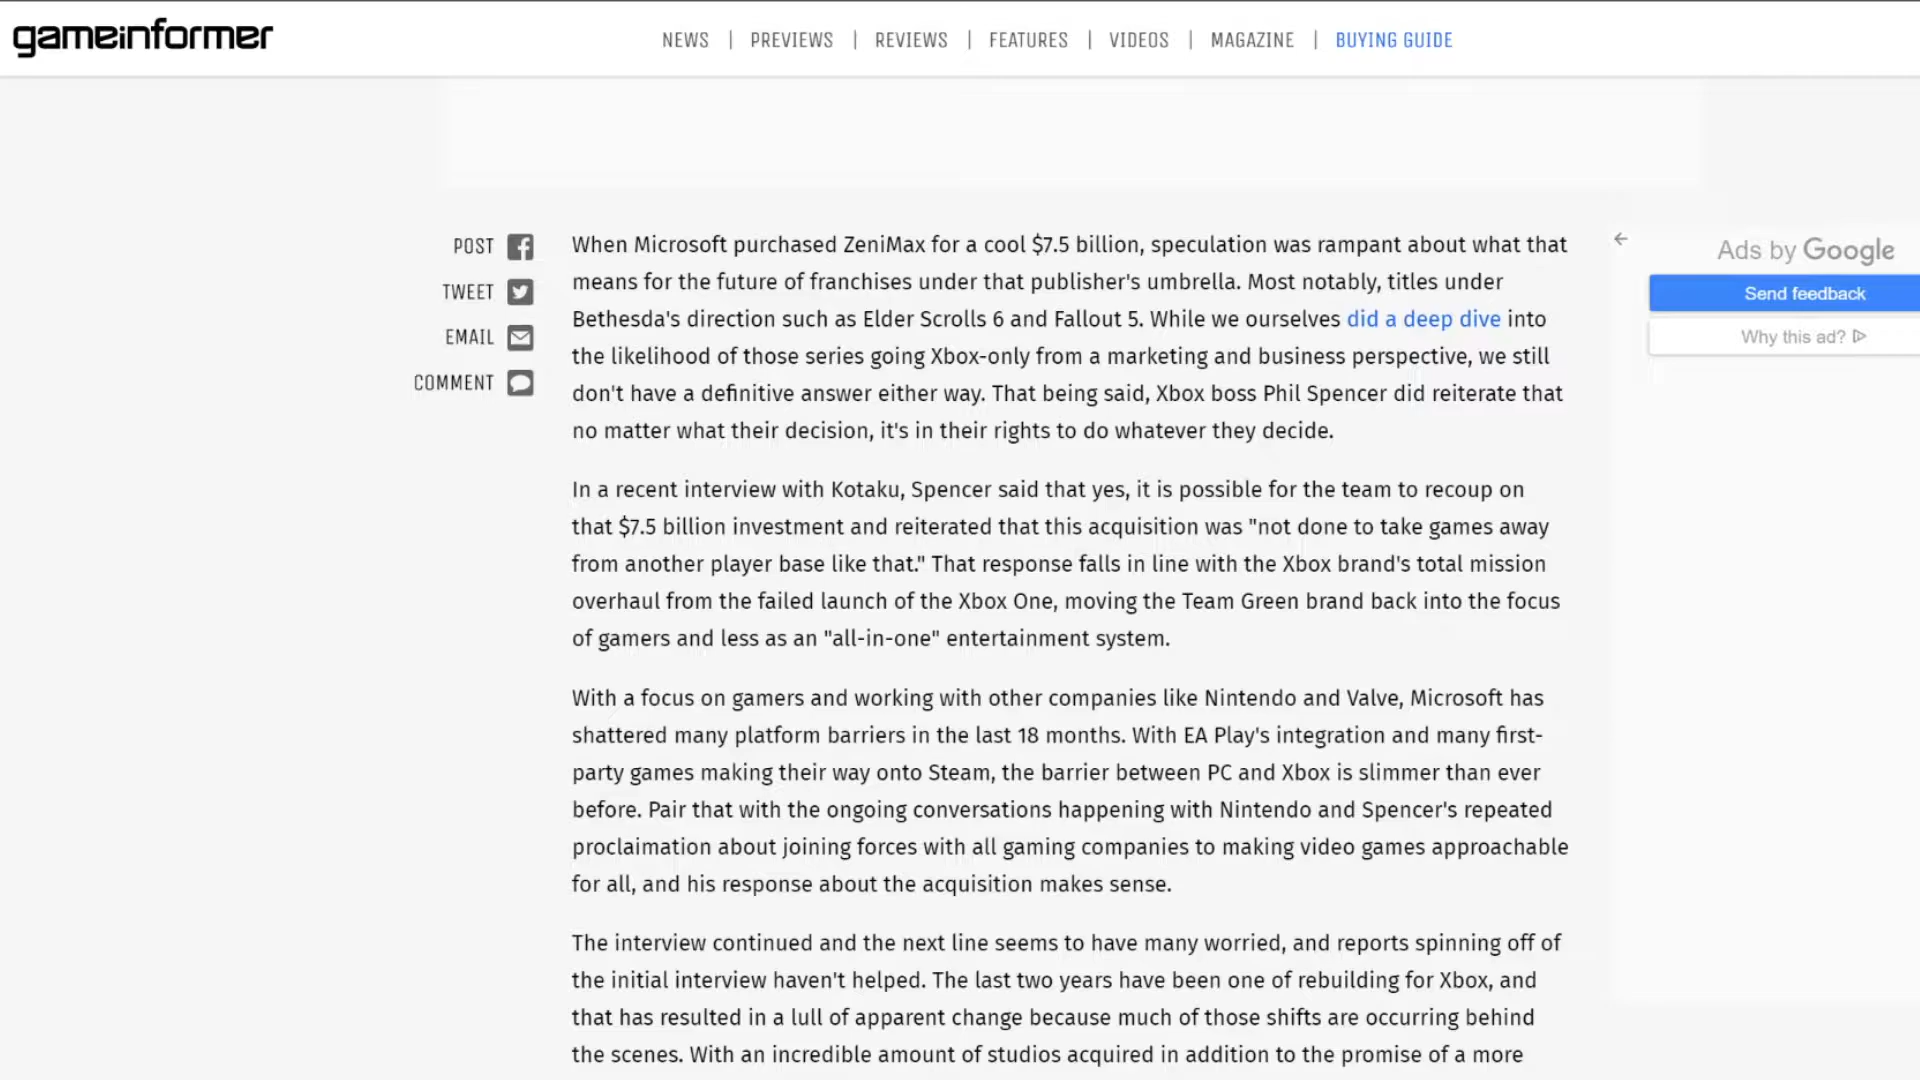 gameinformer
NEWS | PREVIEWS | REVIEWS | FEATURES | VIDEOS | MAGAZINE | BUYING GUIDE
POST
TWEET
EMAIL
COMMENT
When Microsoft purchased ZeniMax for a cool $7.5 billion, speculation was rampant about what that
means for the future of franchises under that publisher's umbrella. Most notably, titles under
Bethesda's direction such as Elder Scrolls 6 and Fallout 5. While we ourselves did a deep dive into
the likelihood of those series going Xbox-only from a marketing and business perspective, we still
don't have a definitive answer either way. That being said, Xbox boss Phil Spencer did reiterate that
no matter what their decision, it's in their rights to do whatever they decide.
In a recent interview with Kotaku, Spencer said that yes, it is possible for the team to recoup on
that $7.5 billion investment and reiterated that this acquisition was "not done to take games away
from another player base like that." That response falls in line with the Xbox brand's total mission
overhaul from the failed launch of the Xbox One, moving the Team Green brand back into the focus
of gamers and less as an "all-in-one" entertainment system.
With a focus on gamers and working with other companies like Nintendo and Valve, Microsoft has
shattered many platform barriers in the last 18 months. With EA Play's integration and many first-
party games making their way onto Steam, the barrier between PC and Xbox is slimmer than ever
before. Pair that with the ongoing conversations happening with Nintendo and Spencer's repeated
proclaimation about joining forces with all gaming companies to making video games approachable
for all, and his response about the acquisition makes sense.
The interview continued and the next line seems to have many worried, and reports spinning off of
the initial interview haven't helped. The last two years have been one of rebuilding for Xbox, and
that has resulted in a lull of apparent change because much of those shifts are occurring behind
the scenes. With an incredible amount of studios acquired in addition to the promise of a more
Ads by Google
Send feedback
Why this ad?